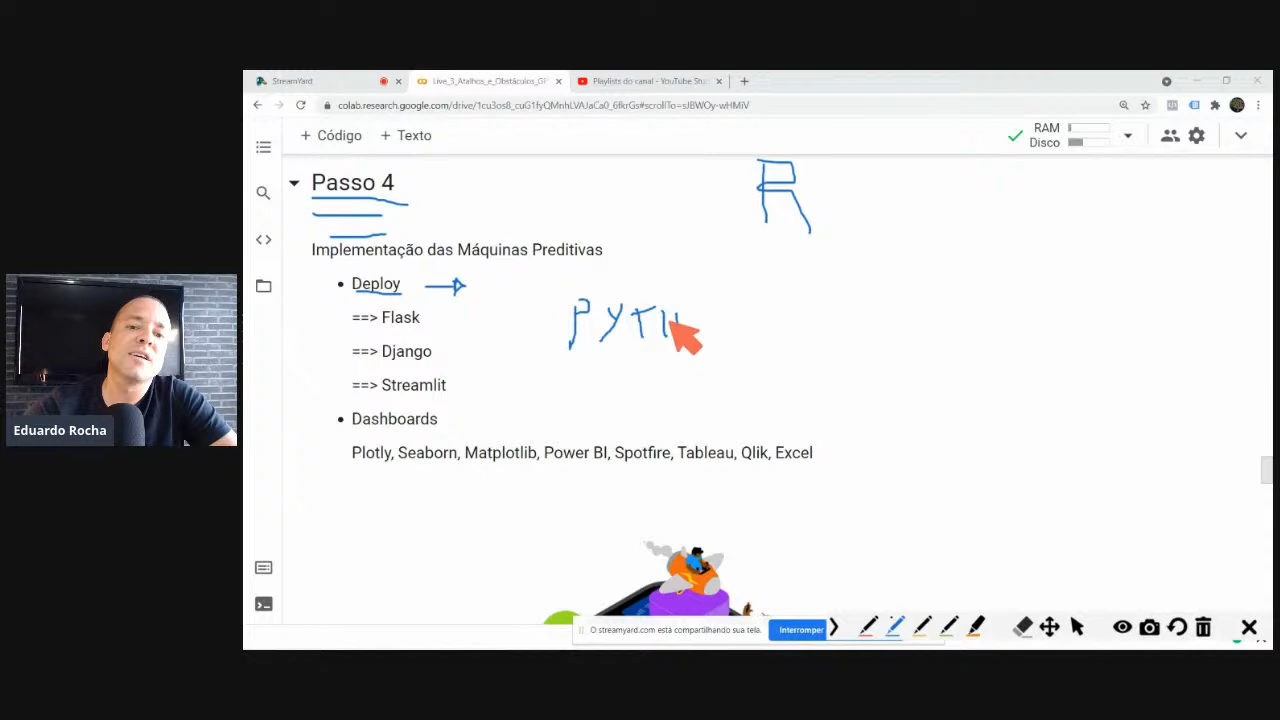 StreamYard
Live_3_Atalhos_e_Obstáculos_GF
Playlists do canal - YouTube Stu
colab.research.google.com/drive/1cu3os8_cuG1fyQMnhLVAJaCa0_6fkrGs#scrollTo=sJBWOy-wHMiV
+ Código + Texto
RAM
Disco
Passo 4
R
Implementação das Máquinas Preditivas
• Deploy
==> Flask
PYTH
==> Django
==> Streamlit
• Dashboards
Eduardo Rocha
Plotly, Seaborn, Matplotlib, Power BI, Spotfire, Tableau, Qlik, Excel
O streamyard.com está compartilhando sua tela.
Interromper